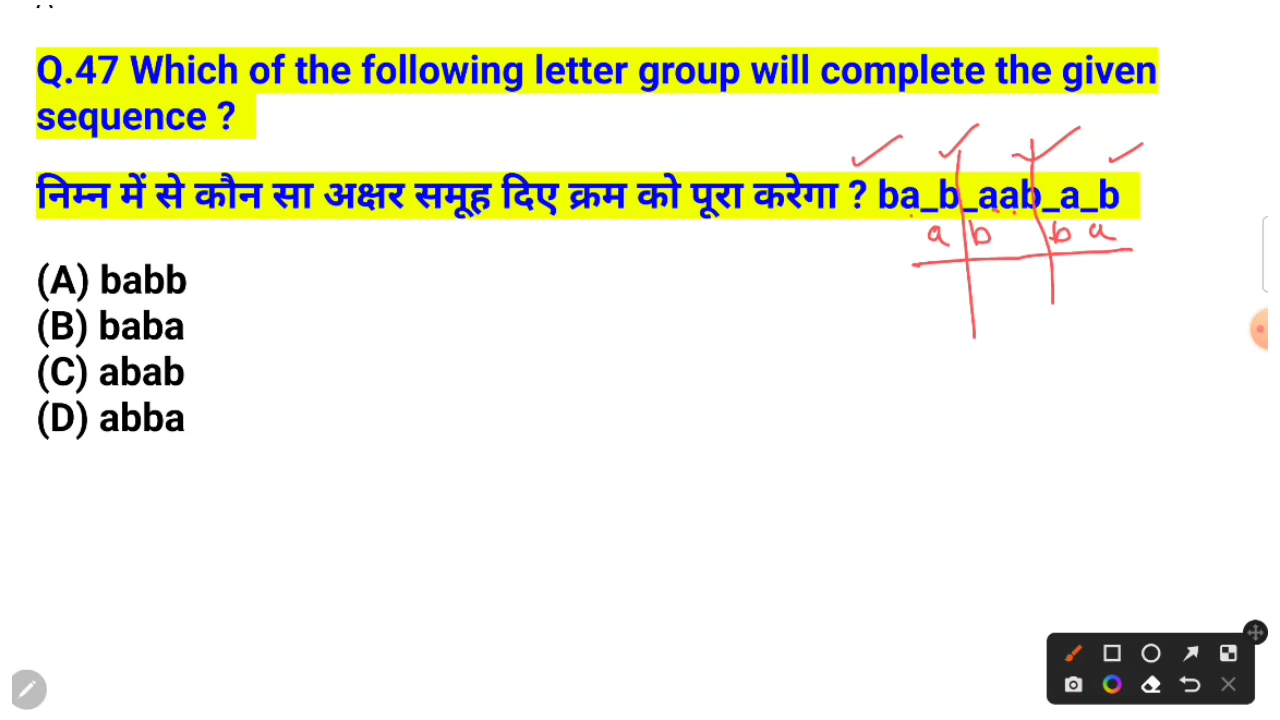 Q.47 Which of the following letter group will complete the given
sequence ?
निम्न में से कौन सा अक्षर समूह दिए क्रम को पूरा करेगा ? ba_b_aab_a_b
a b b a
(A) babb
(B) baba
(C) abab
(D) abba